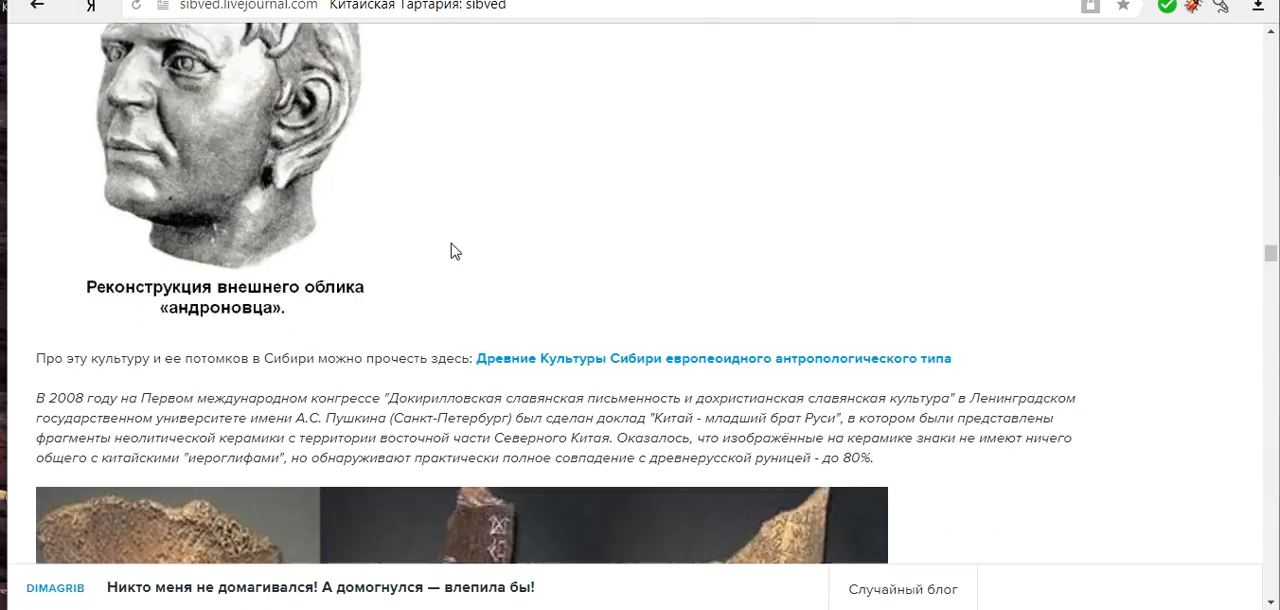 Я sibved.livejournal.com Китайская Тартария: sibved
Реконструкция внешнего облика
«андроновца».
Про эту культуру и ее потомков в Сибири можно прочесть здесь: Древние Культуры Сибири европеоидного антропологического типа
В 2008 году на Первом международном конгрессе "Докирилловская славянская письменность и дохристианская славянская культура" в Ленинградском
государственном университете имени А.С. Пушкина (Санкт-Петербург) был сделан доклад "Китай - младший брат Руси", в котором были представлены
фрагменты неолитической керамики с территории восточной части Северного Китая. Оказалось, что изображённые на керамике знаки не имеют ничего
общего с китайскими "иероглифами", но обнаруживают практически полное совпадение с древнерусской руницей - до 80%.
DIMAGRIB Никто меня не домагивался! А домогнулся — влепила бы! Случайный блог